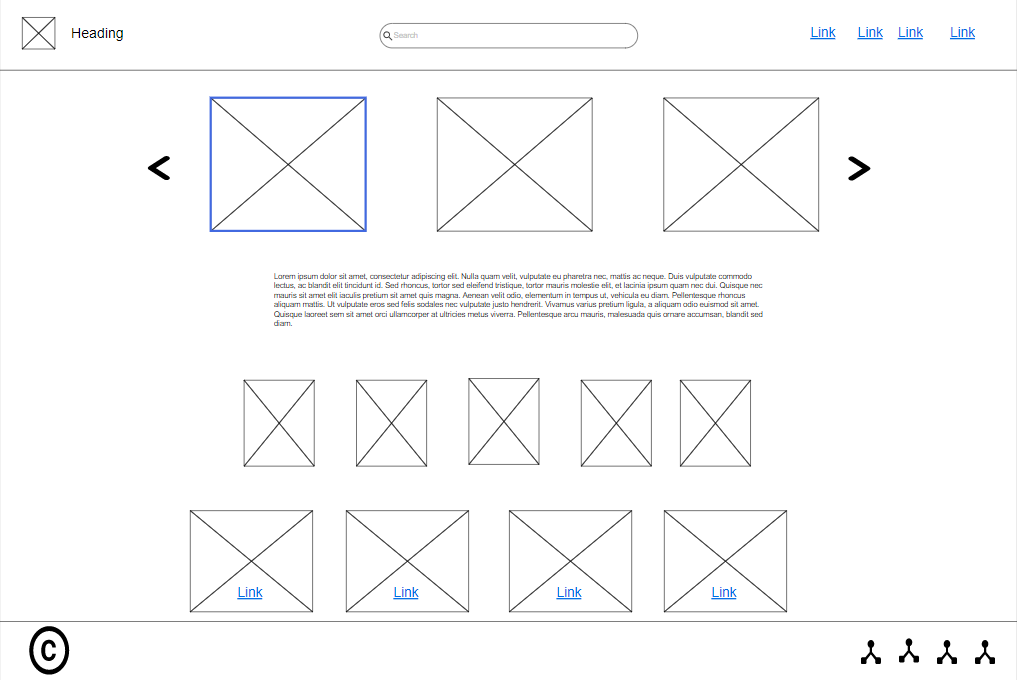 Heading
Search
Link Link Link Link
Lorem ipsum dolor sit amet, consectetur adipiscing elit. Nulla quam velit, vulputate eu pharetra nec, mattis ac neque. Duis vulputate commodo
lectus, ac blandit elit tincidunt id. Sed rhoncus, tortor sed eleifend tristique, tortor mauris molestie elit, et lacinia ipsum quam nec dui. Quisque nec
mauris sit amet elit iaculis pretium sit amet quis magna. Aenean velit odio, elementum in tempus ut, vehicula eu diam. Pellentesque rhoncus
aliquam mattis. Ut vulputate eros sed felis sodales nec vulputate justo hendrerit. Vivamus varius pretium ligula, a aliquam odio euismod sit amet.
Quisque laoreet sem sit amet orci ullamcorper at ultricies metus viverra. Pellentesque arcu mauris, malesuada quis ornare accumsan, blandit sed
diam.
Link Link Link Link
©